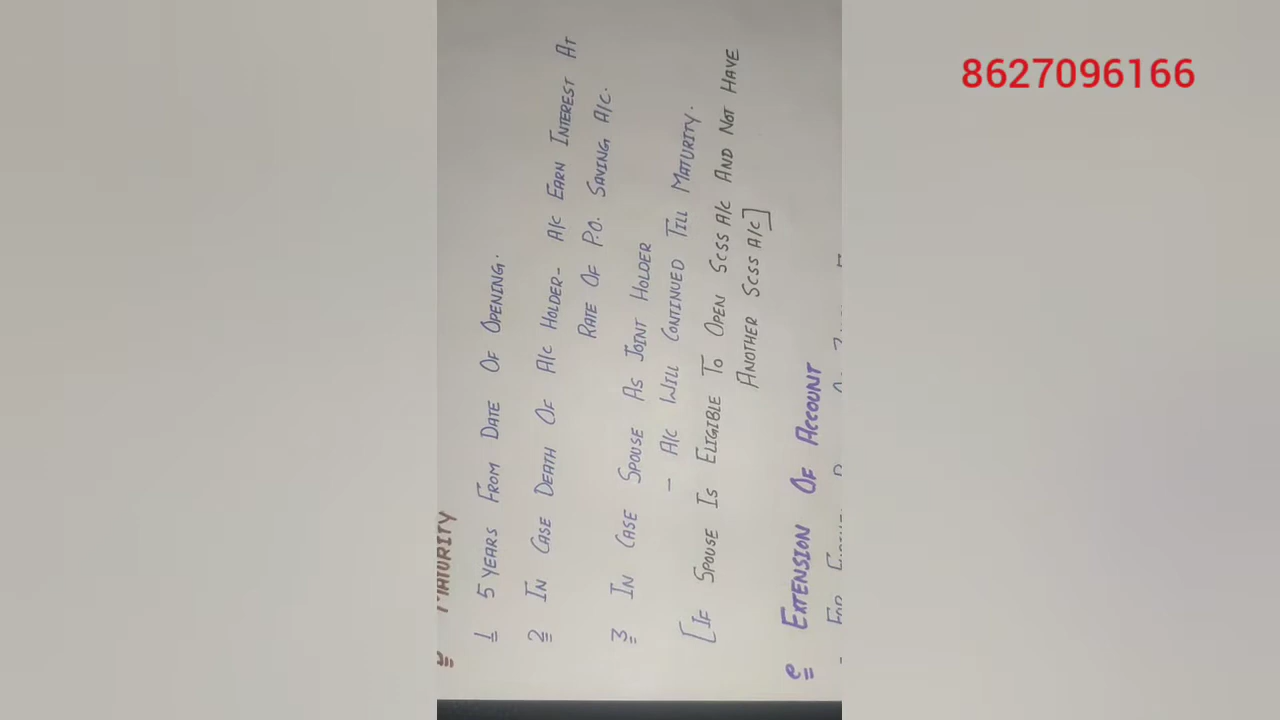 MATURITY
1 5 YEARS FROM DATE OF OPENING.
2 IN CASE DEATH OF A/C HOLDER- A/C EARN INTEREST AT
RATE OF P.O. SAVING A/C.
3 IN CASE SPOUSE AS JOINT HOLDER
- A/C WILL CONTINUED TILL MATURITY.
[IF SPOUSE IS ELIGIBLE TO OPEN SCSS A/C AND NOT HAVE
ANOTHER SCSS A/C]
e EXTENSION OF ACCOUNT
8627096166